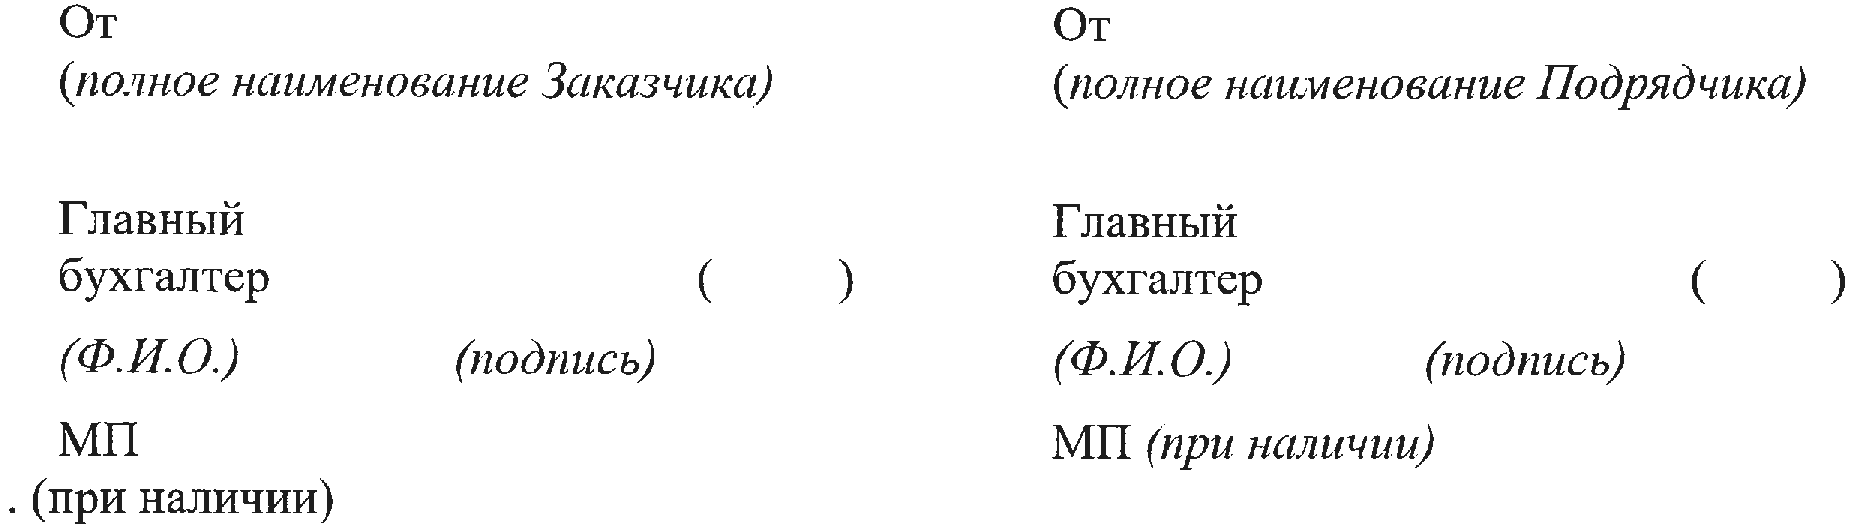 От
(полное наименование Заказчика)
Главный
бухгалтер ( )
(Ф.И.О.) (подпись)
МП
. (при наличии)
От
(полное наименование Подрядчика)
Главный
бухгалтер ( )
(Ф.И.О.) (подпись)
МП (при наличии)